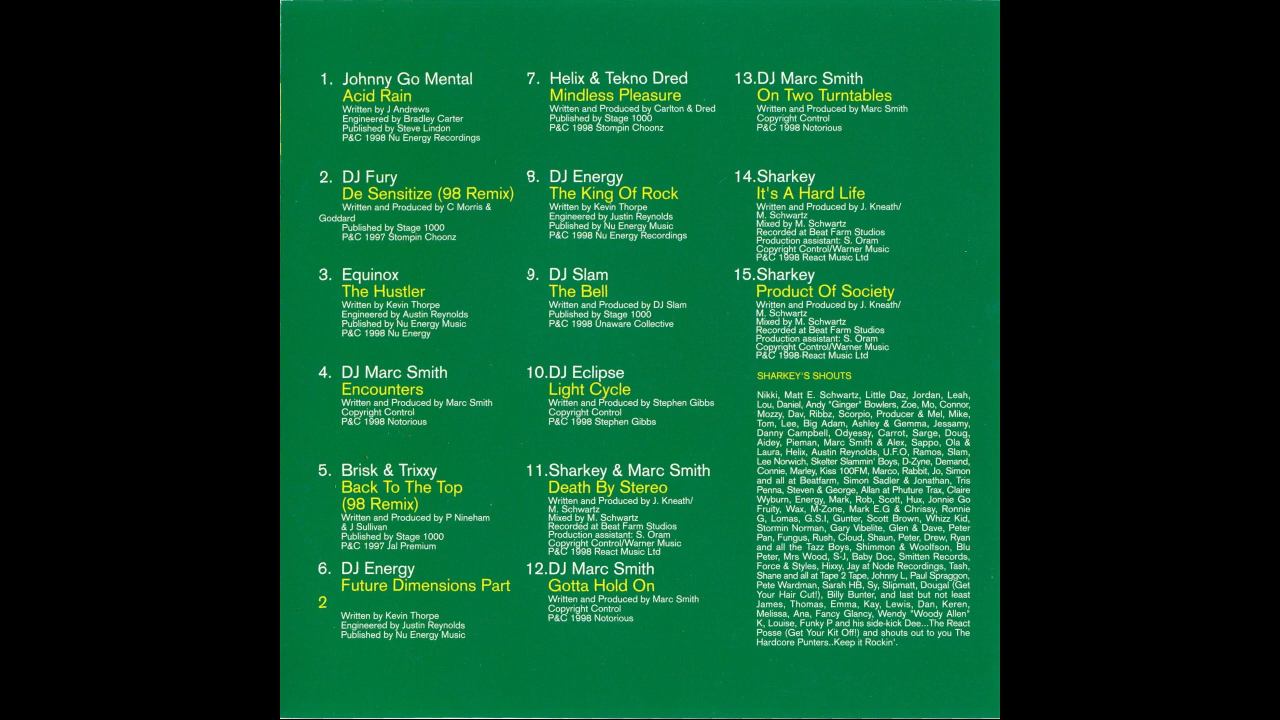 1. Johnny Go Mental
Acid Rain
Written by J Andrews
Engineered by Bradley Carter
Published by Steve Lindon
P&C 1998 Nu Energy Recordings
2. DJ Fury
De Sensitize (98 Remix)
Written and Produced by C Morris &
Goddard
Published by Stage 1000
P&C 1997 Stompin Choonz
3. Equinox
The Hustler
Written by Kevin Thorpe
Engineered by Austin Reynolds
Published by Nu Energy Music
P&C 1998 Nu Energy
4. DJ Marc Smith
Encounters
Written and Produced by Marc Smith
Copyright Control
P&C 1998 Notorious
5. Brisk & Trixxy
Back To The Top
(98 Remix)
Written and Produced by P Nineham
& J Sullivan
Published by Stage 1000
P&C 1997 Jal Premium
6. DJ Energy
Future Dimensions Part
2
Written by Kevin Thorpe
Engineered by Justin Reynolds
Published by Nu Energy Music
7. Helix & Tekno Dred
Mindless Pleasure
Written and Produced by Carlton & Dred
Published by Stage 1000
P&C 1998 Stompin Choonz
8. DJ Energy
The King Of Rock
Written by Kevin Thorpe
Engineered by Justin Reynolds
Published by Nu Energy Music
P&C 1998 Nu Energy Recordings
9. DJ Slam
The Bell
Written and Produced by DJ Slam
Published by Stage 1000
P&C 1998 Unaware Collective
10.DJ Eclipse
Light Cycle
Written and Produced by Stephen Gibbs
Copyright Control
P&C 1998 Stephen Gibbs
11.Sharkey & Marc Smith
Death By Stereo
Written and Produced by J. Kneath/
M. Schwartz
Mixed by M. Schwartz
Recorded at Beat Farm Studios
Production assistant: S. Oram
Copyright Control/Warner Music
P&C 1998 React Music Ltd
12.DJ Marc Smith
Gotta Hold On
Written and Produced by Marc Smith
Copyright Control
P&C 1998 Notorious
13.DJ Marc Smith
On Two Turntables
Written and Produced by Marc Smith
Copyright Control
P&C 1998 Notorious
14.Sharkey
It's A Hard Life
Written and Produced by J. Kneath/
M. Schwartz
Mixed by M. Schwartz
Recorded at Beat Farm Studios
Production assistant: S. Oram
Copyright Control/Warner Music
P&C 1998 React Music Ltd
15.Sharkey
Product Of Society
Written and Produced by J. Kneath/
M. Schwartz
Mixed by M. Schwartz
Recorded at Beat Farm Studios
Production assistant: S. Oram
Copyright Control/Warner Music
P&C 1998 React Music Ltd
SHARKEY'S SHOUTS
Nikki, Matt E. Schwartz, Little Daz, Jordan, Leah,
Lou, Daniel, Andy "Ginger" Bowlers, Zoe, Mo, Connor,
Mozzy, Dav, Ribbz, Scorpio, Producer & Mel, Mike,
Tom, Lee, Big Adam, Ashley & Gemma, Jessamy,
Danny Campbell, Odyessy, Carrot, Sarge, Doug,
Aidey, Pieman, Marc Smith & Alex, Sappo, Ola &
Laura, Helix, Austin Reynolds, U.F.O, Ramos, Slam,
Lee Norwich, Skelter Slammin' Boys, D-Zyne, Demand,
Connie, Marley, Kiss 100FM, Marco, Rabbit, Jo, Simon
and all at Beatfarm, Simon Sadler & Jonathan, Tris
Penna, Steven & George, Allan at Phuture Trax, Claire
Wyburn, Energy, Mark, Rob, Scott, Hux, Jonnie Go
Fruity, Wax, M-Zone, Mark E.G & Chrissy, Ronnie
G, Lomas, G.S.I, Gunter, Scott Brown, Whizz Kid,
Stormin Norman, Gary Vibelite, Glen & Dave, Peter
Pan, Fungus, Rush, Cloud, Shaun, Peter, Drew, Ryan
and all the Tazz Boys, Shimmon & Woolfson, Blu
Peter, Mrs Wood, S-J, Baby Doc, Smitten Records,
Force & Styles, Hixxy, Jay at Node Recordings, Tash,
Shane and all at Tape 2 Tape, Johnny L, Paul Spraggon,
Pete Wardman, Sarah HB, Sy, Slipmatt, Dougal (Get
Your Hair Cut!), Billy Bunter, and last but not least
James, Thomas, Emma, Kay, Lewis, Dan, Keren,
Melissa, Ana, Fancy Glancy, Wendy "Woody Allen"
K, Louise, Funky P and his side-kick Dee...The React
Posse (Get Your Kit Off!) and shouts out to you The
Hardcore Punters..Keep it Rockin'.